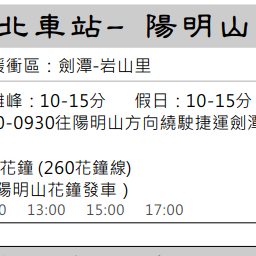 北車站- 陽明山
緩衝區：劍潭-岩山里
離峰：10-15分　假日：10-15分
0-0930往陽明山方向繞駛捷運劍潭
花鐘 (260花鐘線)
陽明山花鐘發車 )
0　13:00　15:00　17:00